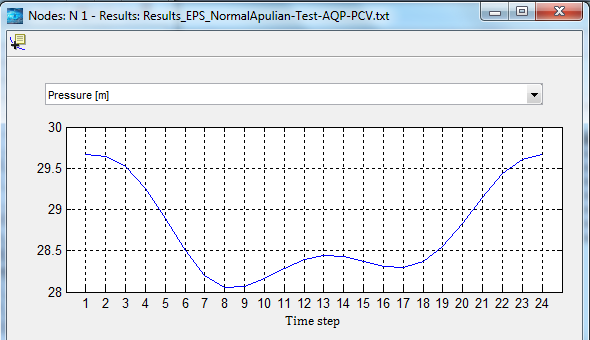 Nodes: N 1 - Results: Results_EPS_NormalApulian-Test-AQP-PCV.txt
Pressure [m]
30
29.5
29
28.5
28
1 2 3 4 5 6 7 8 9 10 11 12 13 14 15 16 17 18 19 20 21 22 23 24
Time step